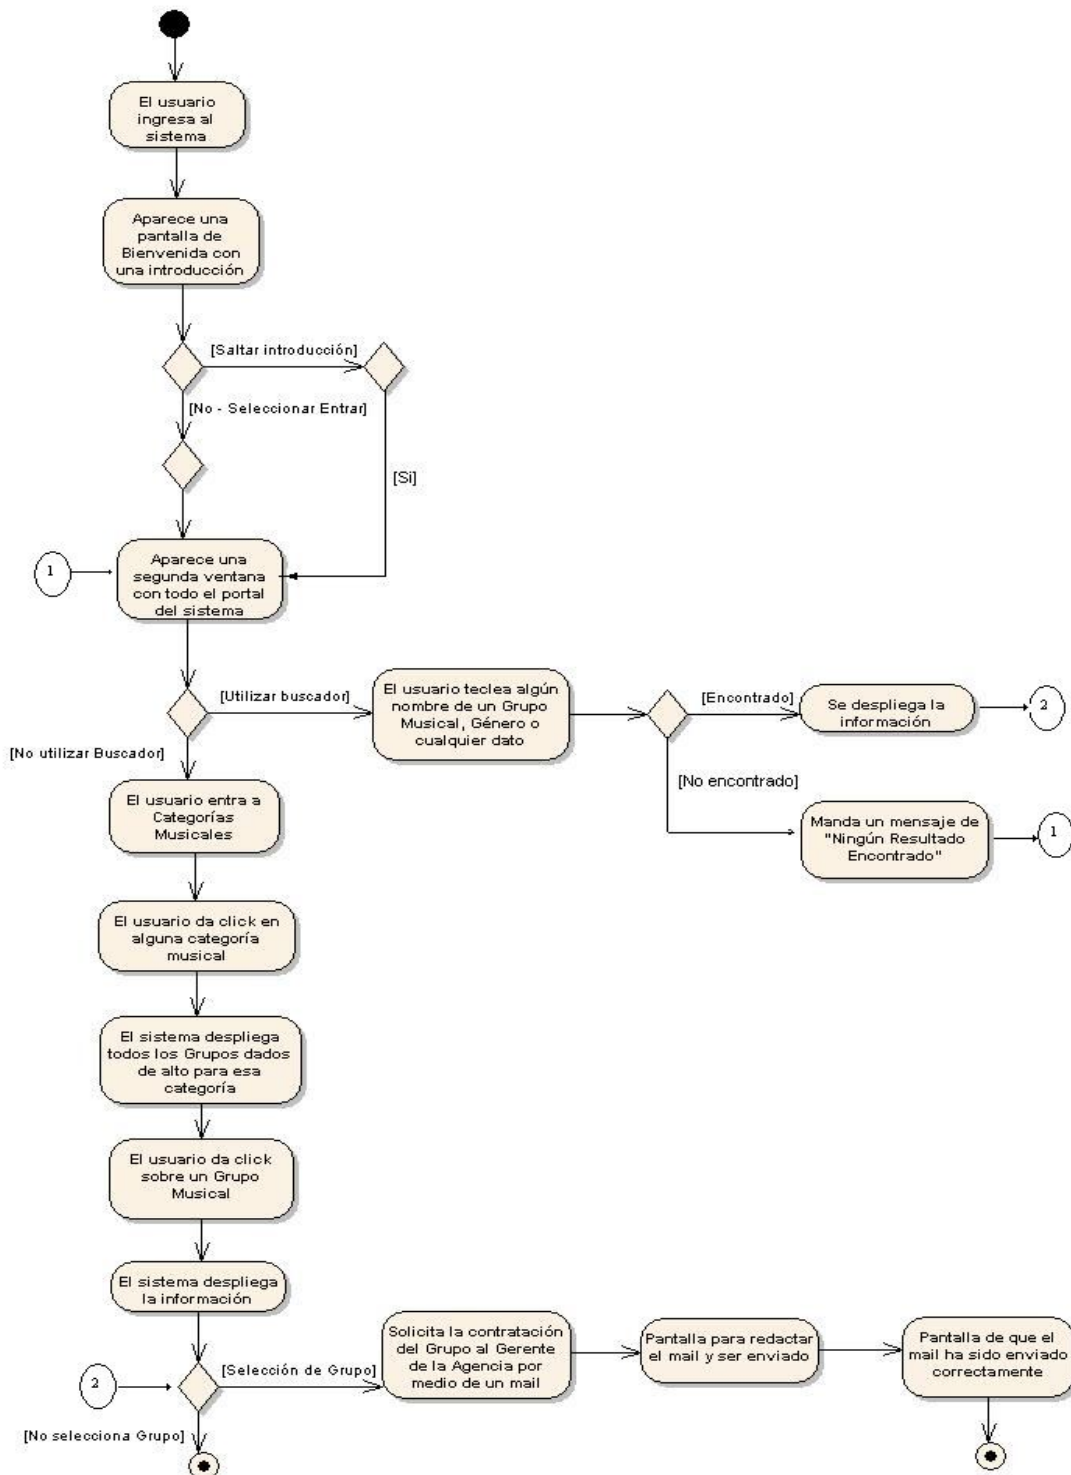 El usuario
ingresa al
sistema
Aparece una
pantalla de
Bienvenida con
una introducción
[Saltar introducción]
[No - Seleccionar Entrar]
[Si]
1
Aparece una
segunda ventana
con todo el portal
del sistema
[Utilizar buscador]
El usuario teclea algún
nombre de un Grupo
Musical, Género o
cualquier dato
[Encontrado]
Se despliega la
información
2
[No utilizar Buscador]
[No encontrado]
Manda un mensaje de
"Ningún Resultado
Encontrado"
1
El usuario entra a
Categorías
Musicales
El usuario da click en
alguna categoría
musical
El sistema despliega
todos los Grupos dados
de alto para esa
categoría
El usuario da click
sobre un Grupo
Musical
El sistema despliega
la información
2
[Selección de Grupo]
Solicita la contratación
del Grupo al Gerente
de la Agencia por
medio de un mail
Pantalla para redactar
el mail y ser enviado
Pantalla de que el
mail ha sido enviado
correctamente
[No selecciona Grupo]